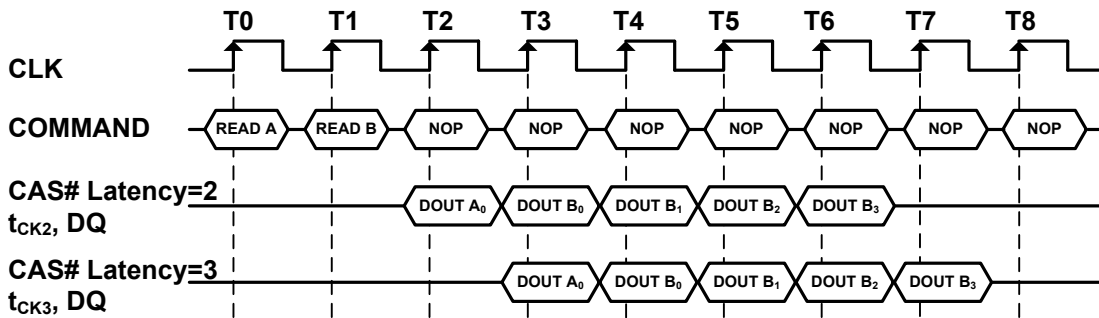 T0 T1 T2 T3 T4 T5 T6 T7 T8
CLK
COMMAND READ A READ B NOP NOP NOP NOP NOP NOP NOP
CAS# Latency=2
tCK2, DQ DOUT A0 DOUT B0 DOUT B1 DOUT B2 DOUT B3
CAS# Latency=3
tCK3, DQ DOUT A0 DOUT B0 DOUT B1 DOUT B2 DOUT B3